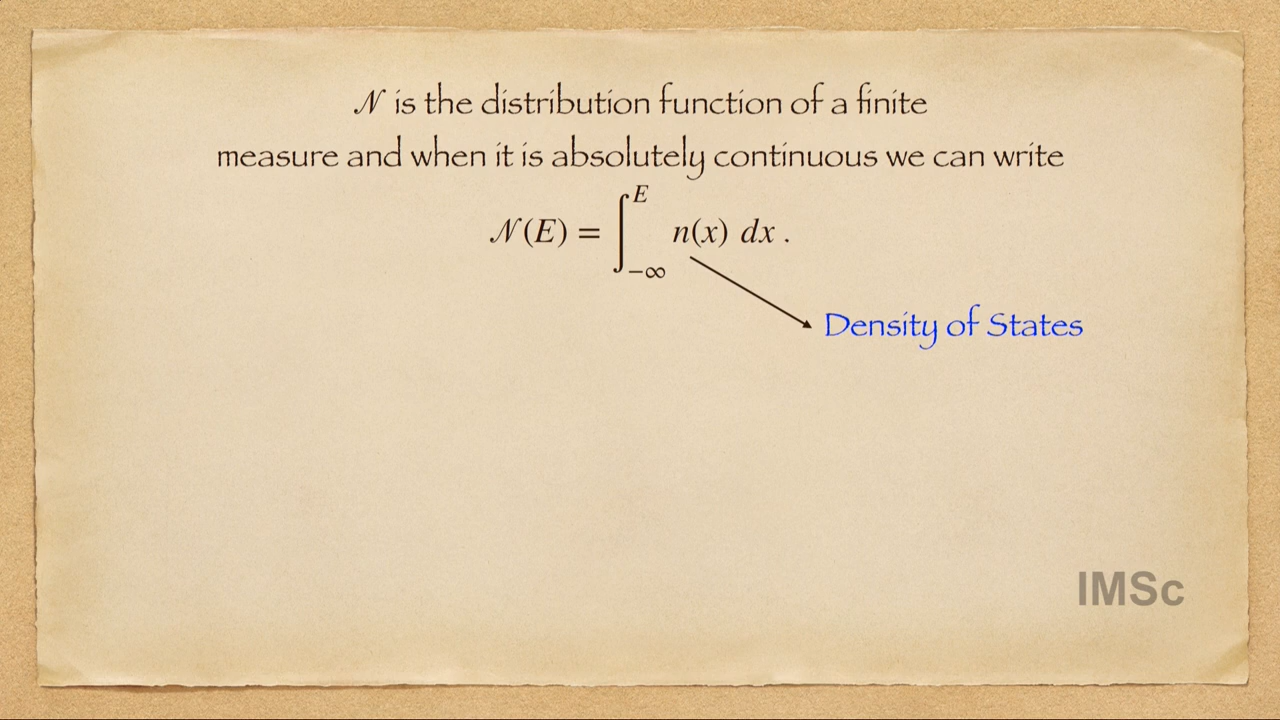 𝒩 is the distribution function of a finite
measure and when it is absolutely continuous we can write
𝒩(E) = ∫_{−∞}^{E} n(x) dx .
Density of States
IMSc